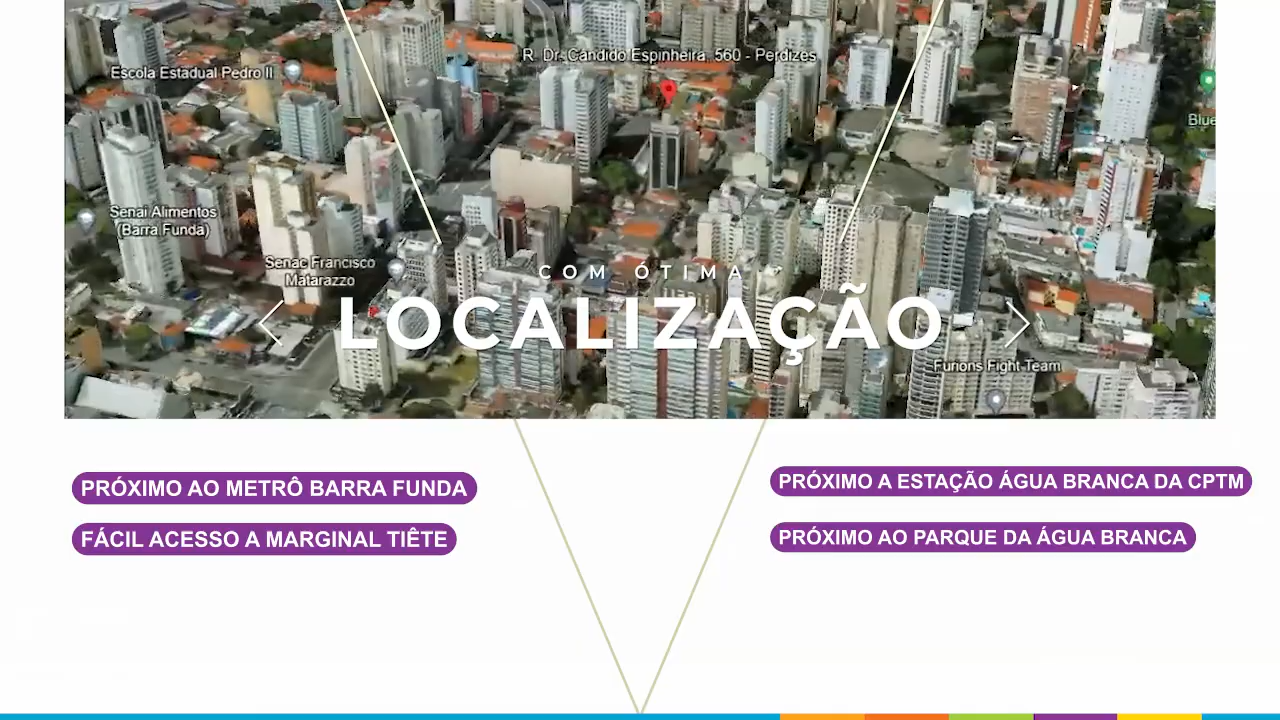 R. Dr. Cândido Espinheira, 560 - Perdizes
Escola Estadual Pedro II
Blue
Senai Alimentos
(Barra Funda)
Senac Francisco
Matarazzo
COM ÓTIMA
LOCALIZAÇÃO
Furions Fight Team
PRÓXIMO AO METRÔ BARRA FUNDA
PRÓXIMO A ESTAÇÃO ÁGUA BRANCA DA CPTM
FÁCIL ACESSO A MARGINAL TIÊTE
PRÓXIMO AO PARQUE DA ÁGUA BRANCA